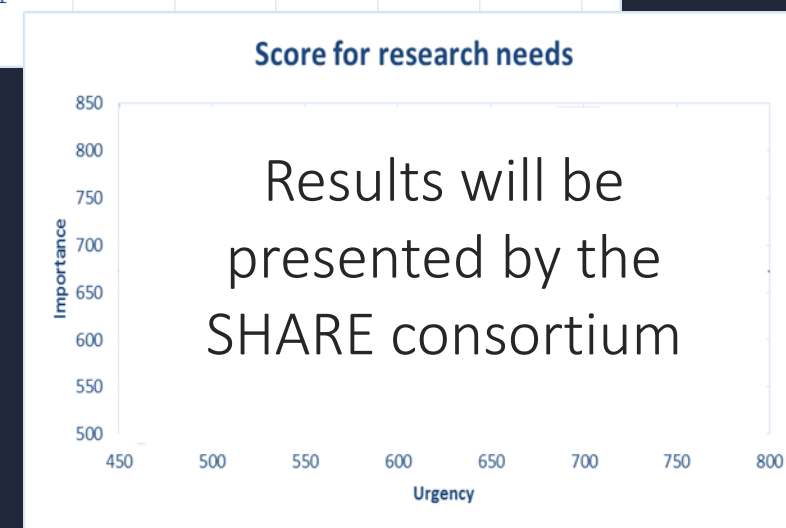 Score for research needs
850
800
750
700
650
600
550
500
Importance
Results will be
presented by the
SHARE consortium
450 500 550 600 650 700 750 800
Urgency